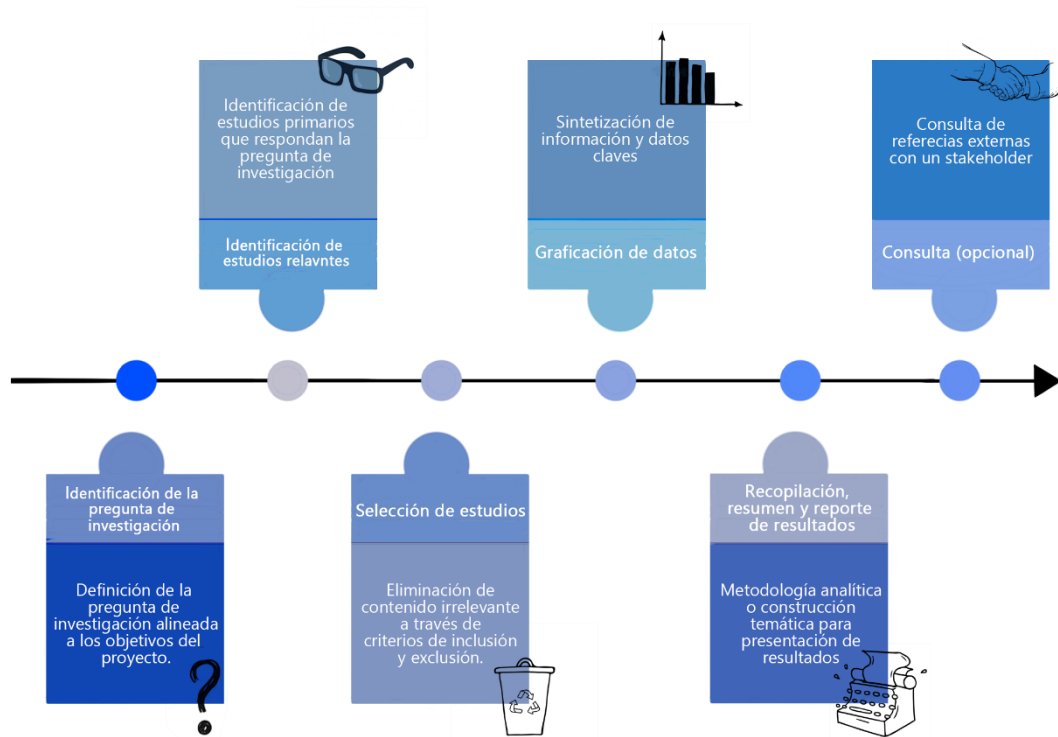 Identificación de
estudios primarios
que respondan la
pregunta de
investigación
Identificación de
estudios relavntes
Sintetización de
información y datos
claves
Graficación de datos
Consulta de
referecias externas
con un stakeholder
Consulta (opcional)
Identificación de la
pregunta de
investigación
Definición de la
pregunta de
investigación alineada
a los objetivos del
proyecto.
Selección de estudios
Eliminación de
contenido irrelevante
a través de
criterios de inclusión
y exclusión.
Recopilación,
resumen y reporte
de resultados
Metodología analítica
o construcción
temática para
presentación de
resultados